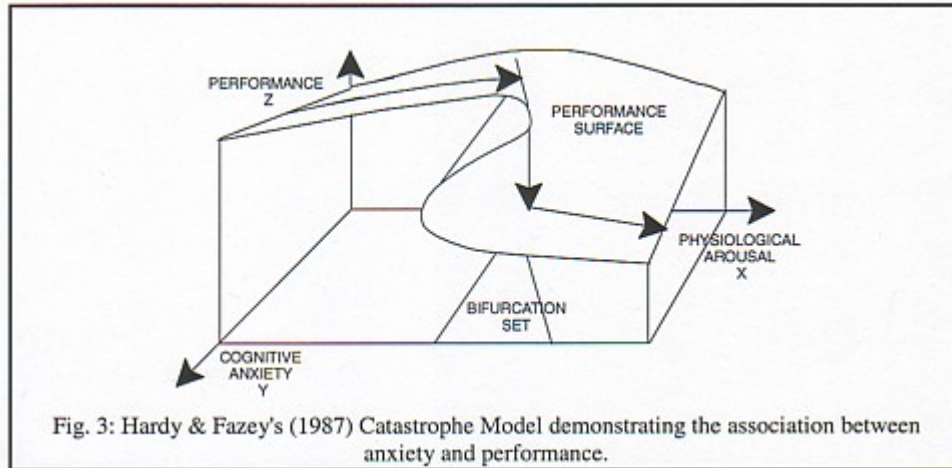 PERFORMANCE
Z
PERFORMANCE
SURFACE
PHYSIOLOGICAL
AROUSAL
X
BIFURCATION
SET
COGNITIVE
ANXIETY
Y
Fig. 3: Hardy & Fazey's (1987) Catastrophe Model demonstrating the association between
anxiety and performance.